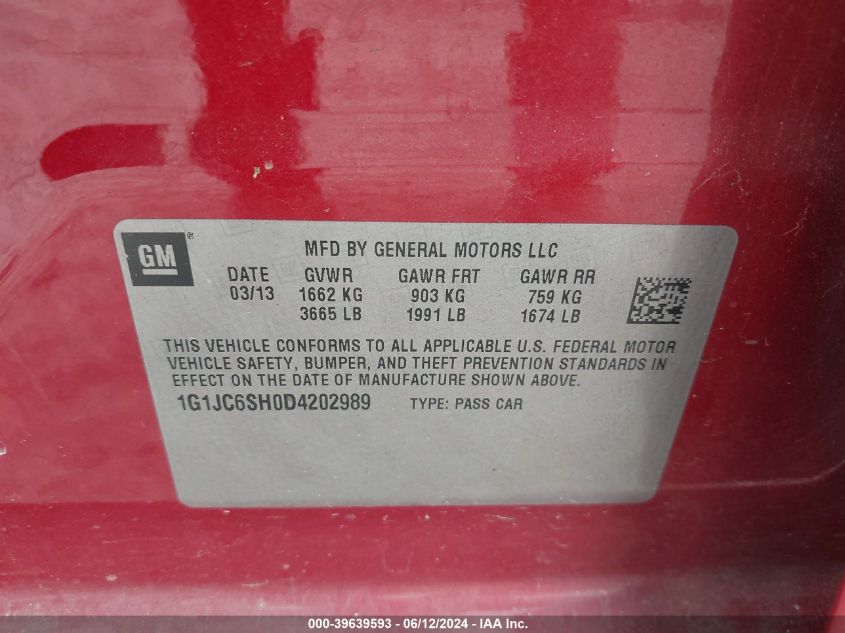 GM ®
MFD BY GENERAL MOTORS LLC
DATE GVWR GAWR FRT GAWR RR
03/13 1662 KG 903 KG 759 KG
3665 LB 1991 LB 1674 LB
THIS VEHICLE CONFORMS TO ALL APPLICABLE U.S. FEDERAL MOTOR
VEHICLE SAFETY, BUMPER, AND THEFT PREVENTION STANDARDS IN
EFFECT ON THE DATE OF MANUFACTURE SHOWN ABOVE.
1G1JC6SH0D4202989 TYPE: PASS CAR
000-39639593 - 06/12/2024 - IAA Inc.